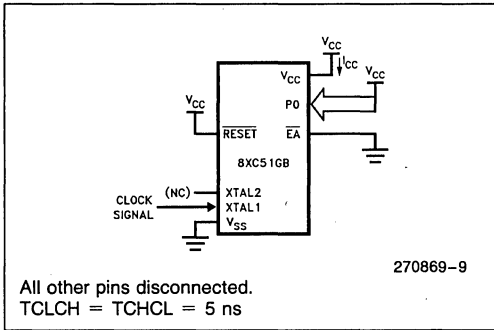 VCC
ICC
VCC
VCC
P0
VCC
RESET
EA
8XC51GB
(NC)
XTAL2
CLOCK SIGNAL
XTAL1
VSS
270869-9
All other pins disconnected.
TCLCH = TCHCL = 5 ns